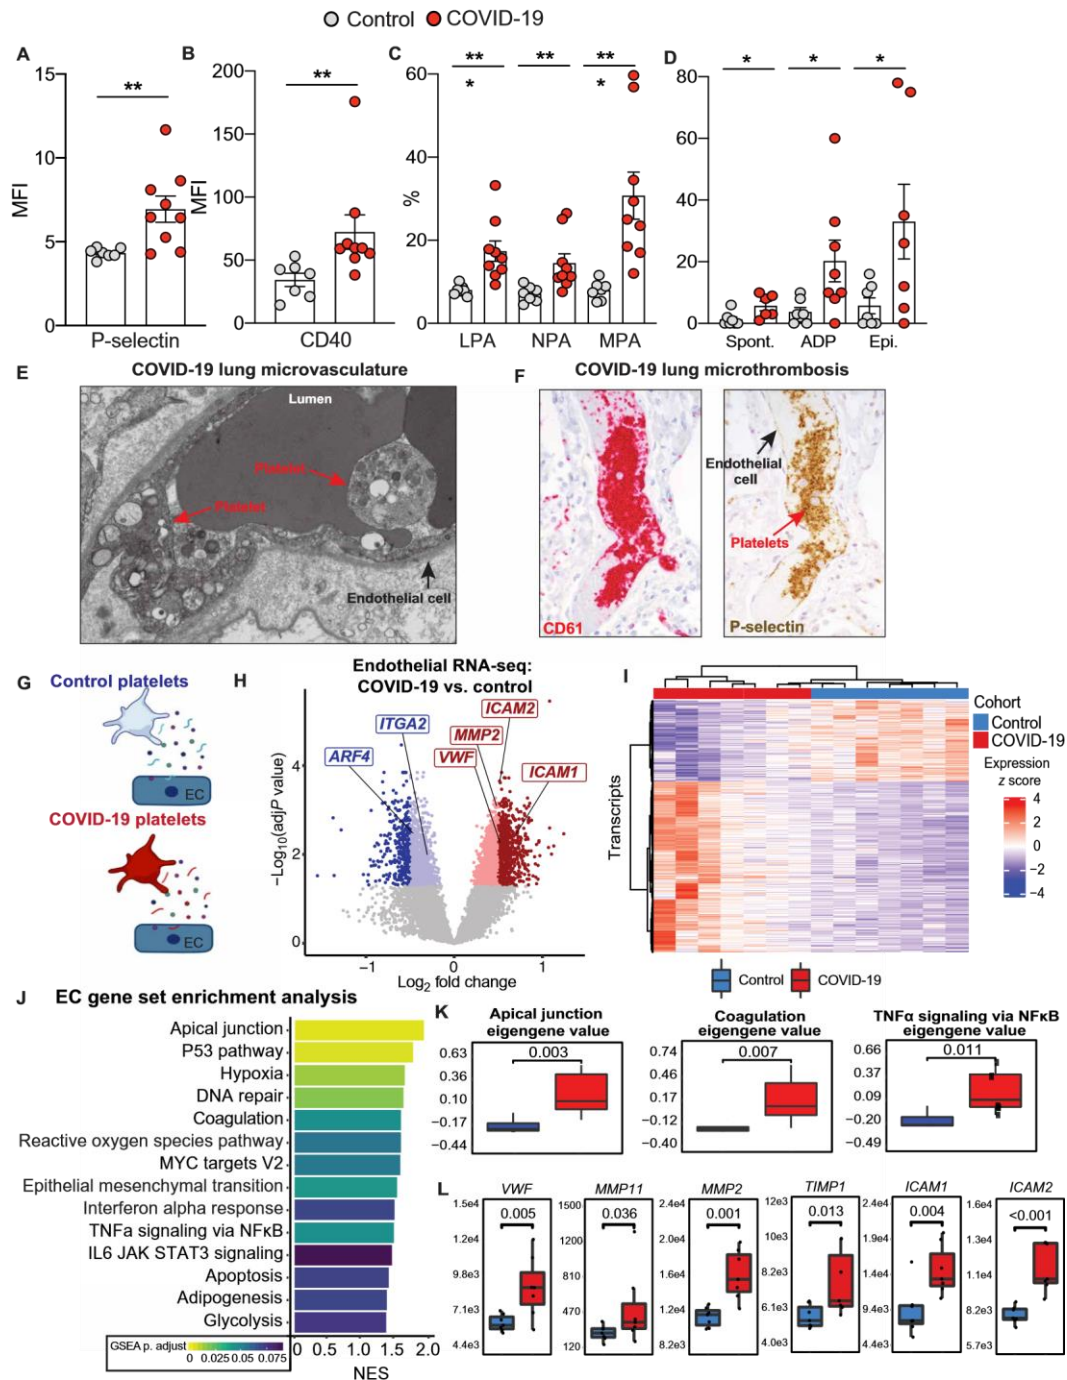 Control COVID-19
A
15
10
5
0
MFI
**
P-selectin
B
200
150
100
50
0
MFI
**
CD40
C
60
40
20
0
%
** ** **
* *
LPA NPA MPA
D
80
60
40
20
0
* * *
Spont. ADP Epi.
E COVID-19 lung microvasculature
Lumen
Platelet
Platelet
Endothelial cell
F COVID-19 lung microthrombosis
CD61
Endothelial
cell
Platelets
P-selectin
G
Control platelets
EC
COVID-19 platelets
EC
H
Endothelial RNA-seq:
COVID-19 vs. control
ICAM2
ITGA2
MMP2
ARF4
VWF
ICAM1
−Log10(adjP value)
4
2
0
−1 0 1
Log2 fold change
I
Transcripts
Cohort
Control
COVID-19
Expression
z score
4
2
0
−2
−4
Control COVID-19
J EC gene set enrichment analysis
Apical junction
P53 pathway
Hypoxia
DNA repair
Coagulation
Reactive oxygen species pathway
MYC targets V2
Epithelial mesenchymal transition
Interferon alpha response
TNFa signaling via NFκB
IL6 JAK STAT3 signaling
Apoptosis
Adipogenesis
Glycolysis
GSEA p. adjust
0 0.025 0.05 0.075
0 0.5 1.5 2.0
NES
K
Apical junction
eigengene value
0.63
0.36
0.10
−0.17
−0.44
0.003
Coagulation
eigengene value
0.74
0.46
0.17
−0.12
−0.40
0.007
TNFα signaling via NFκB
eigengene value
0.66
0.37
0.09
−0.20
−0.49
0.011
L
VWF
1.5e4
1.2e4
9.8e3
7.1e3
4.4e3
0.005
MMP11
1500
1200
810
470
120
0.036
MMP2
2.4e4
2.0e4
1.6e4
1.2e4
8.2e3
0.001
TIMP1
12e3
10e3
8.2e3
6.1e3
4.0e3
0.013
ICAM1
2.4e4
2.0e4
1.4e4
9.4e3
4.2e3
0.004
ICAM2
1.6e4
1.3e4
1.1e4
8.2e3
5.7e3
<0.001